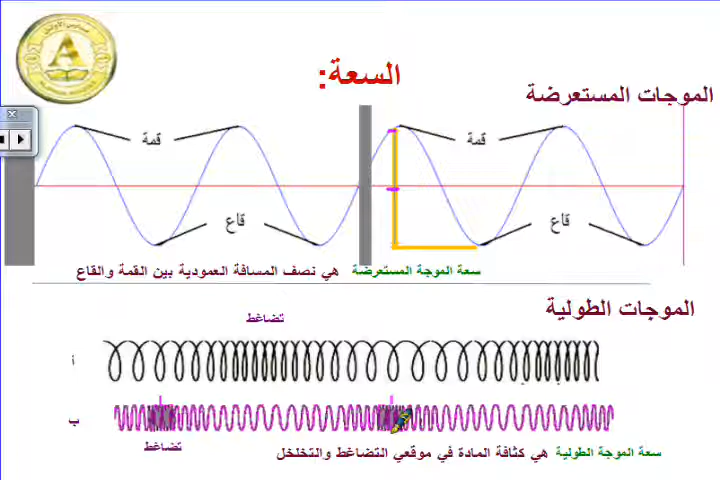 السعة:
الموجات المستعرضة
قمة
قمة
قاع
قاع
سعة الموجة المستعرضة هي نصف المسافة العمودية بين القمة والقاع
الموجات الطولية
تضاغط
أ
ب
تضاغط
سعة الموجة الطولية هي كثافة المادة في موقعي التضاغط والتخلخل